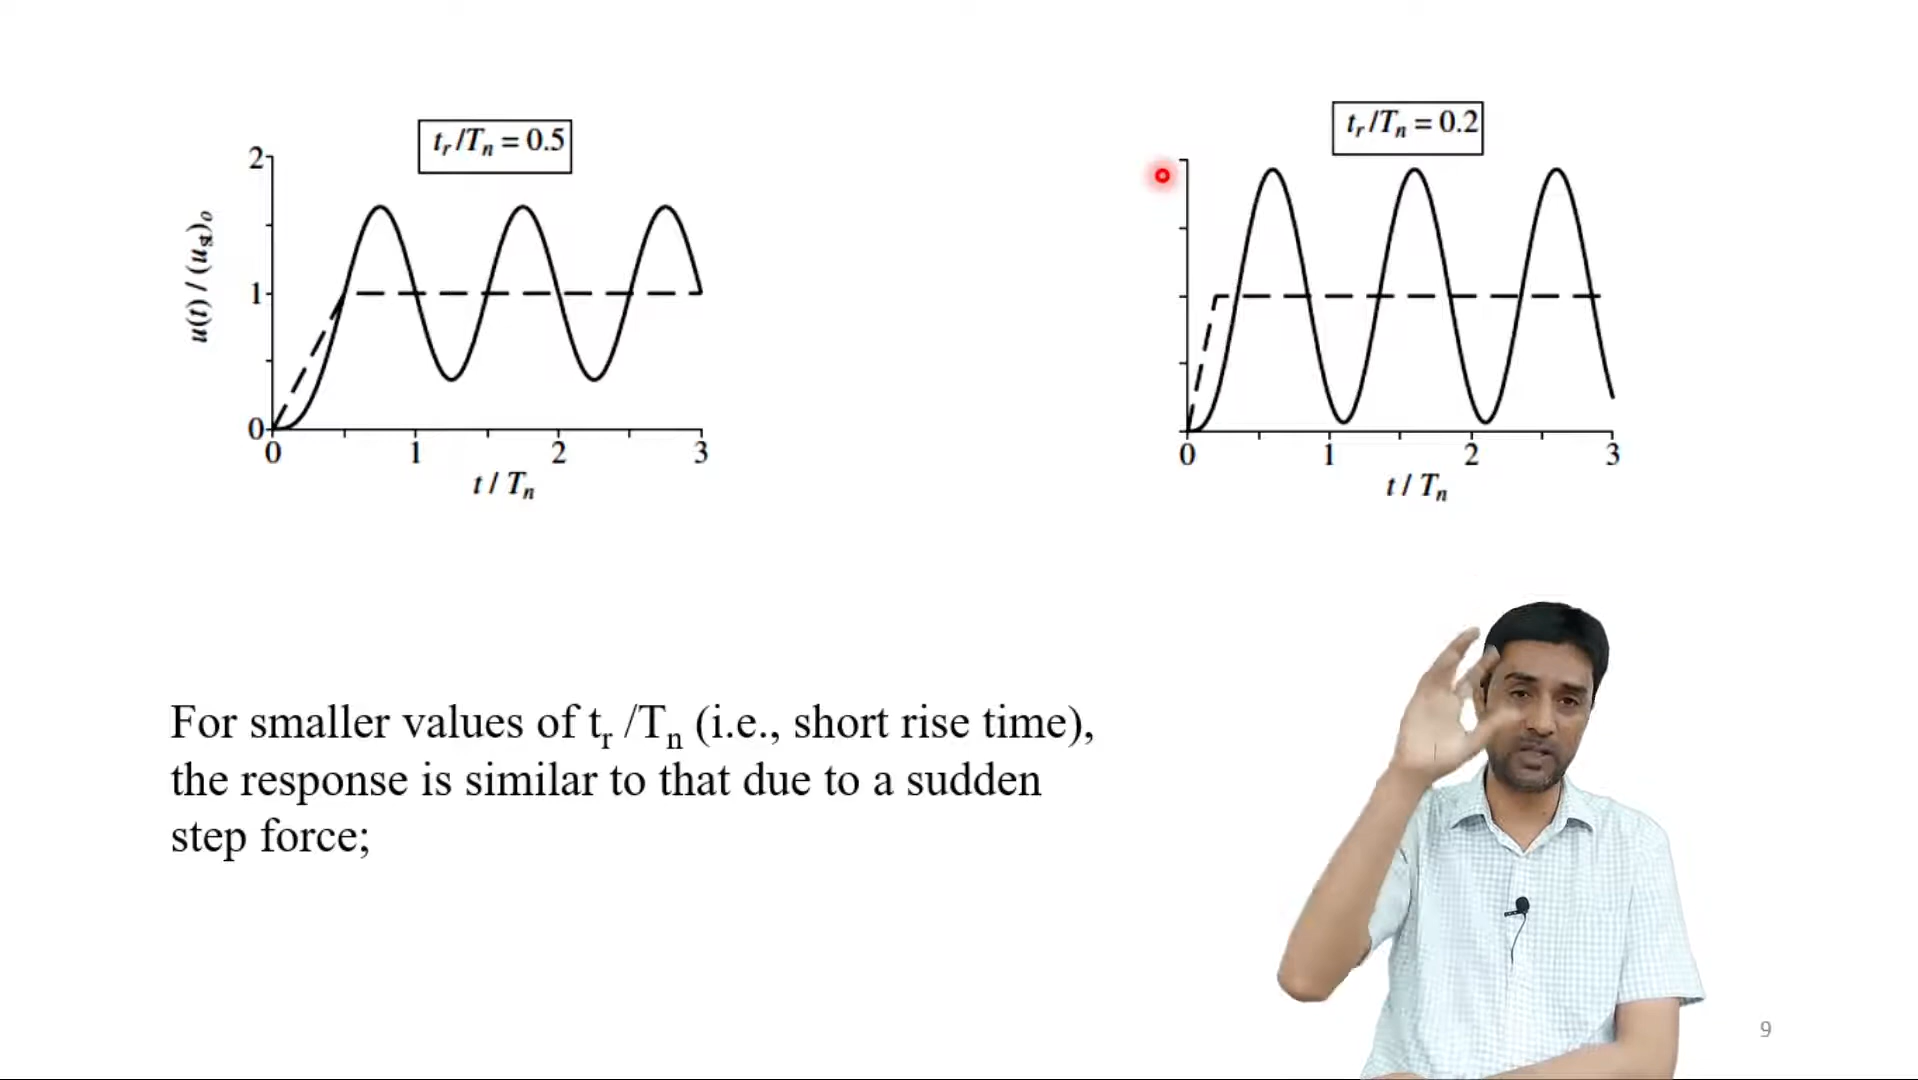 t_r /T_n = 0.5
2
1
0
u(t) / (u_st)_o
0 1 2 3
t / T_n
t_r /T_n = 0.2
0 1 2 3
t / T_n
For smaller values of t_r /T_n (i.e., short rise time),
the response is similar to that due to a sudden
step force;
9